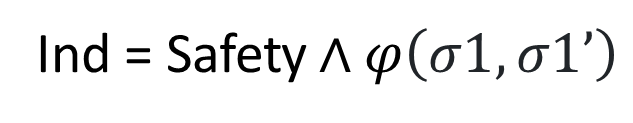 Ind = Safety ∧ φ(σ1, σ1’)